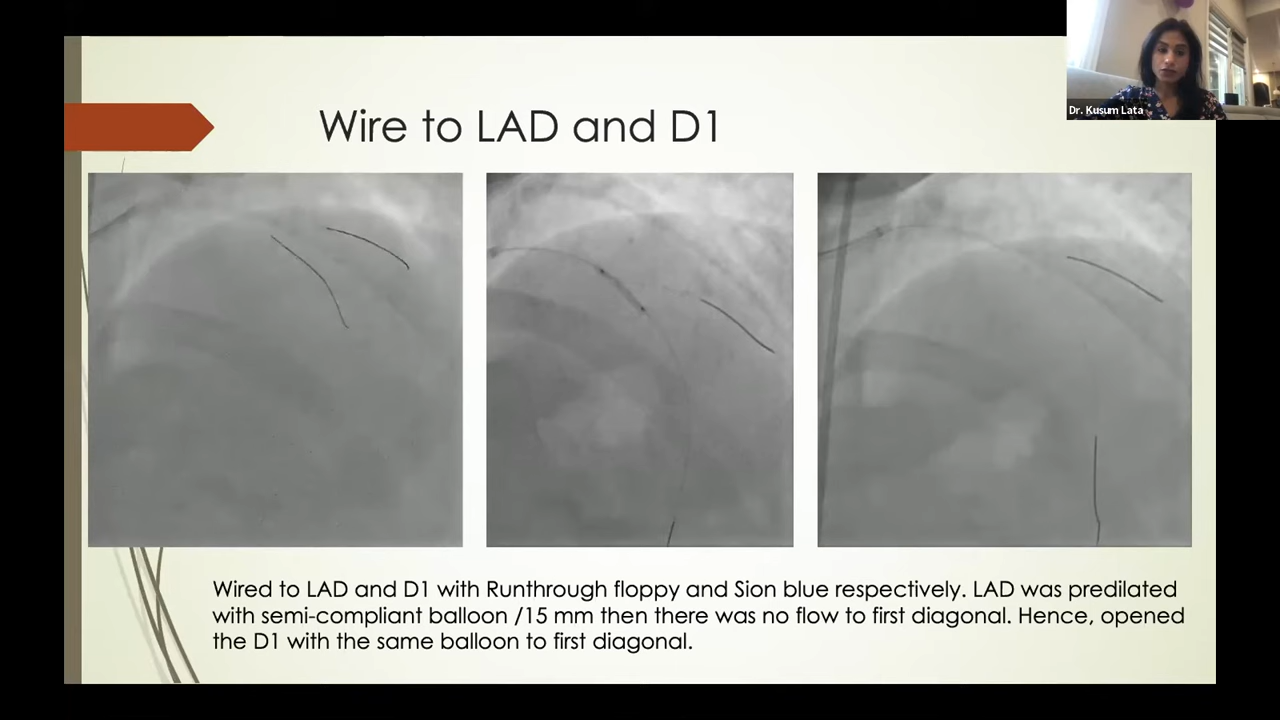 Dr. Kusum Lata
Wire to LAD and D1
Wired to LAD and D1 with Runthrough floppy and Sion blue respectively. LAD was predilated
with semi-compliant balloon /15 mm then there was no flow to first diagonal. Hence, opened
the D1 with the same balloon to first diagonal.